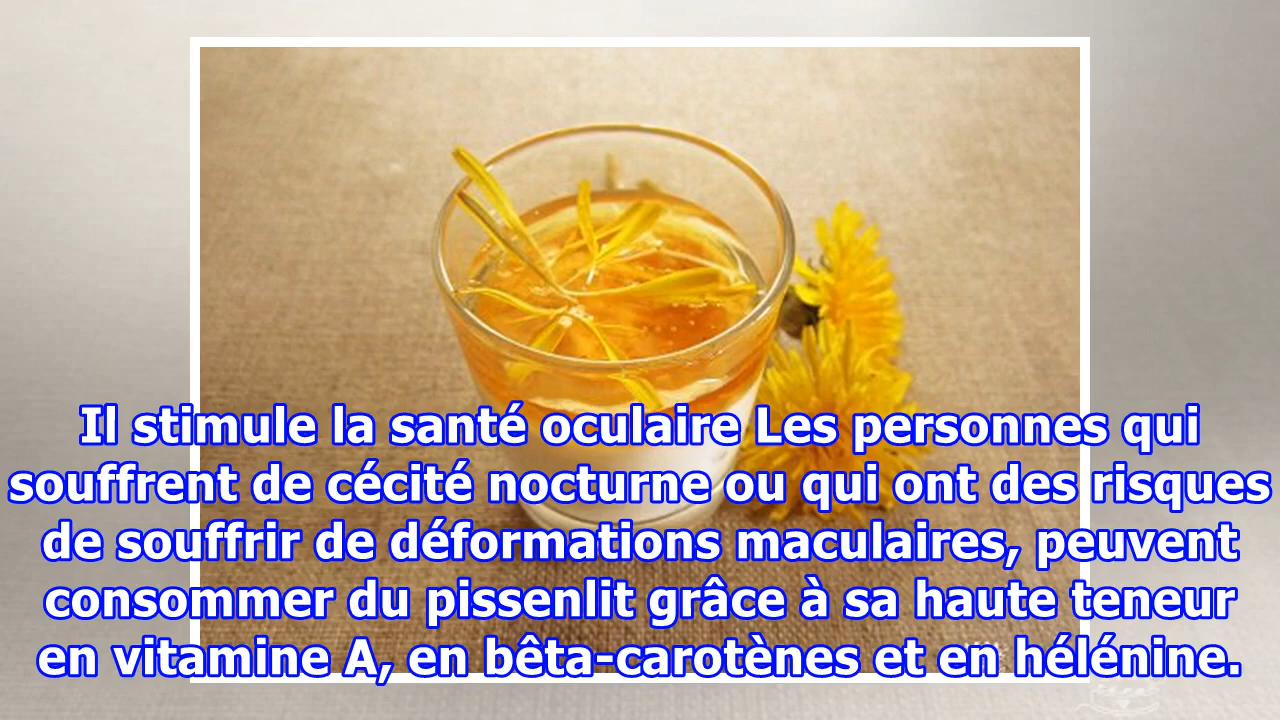 Il stimule la santé oculaire Les personnes qui
souffrent de cécité nocturne ou qui ont des risques
de souffrir de déformations maculaires, peuvent
consommer du pissenlit grâce à sa haute teneur
en vitamine A, en bêta-carotènes et en hélénine.